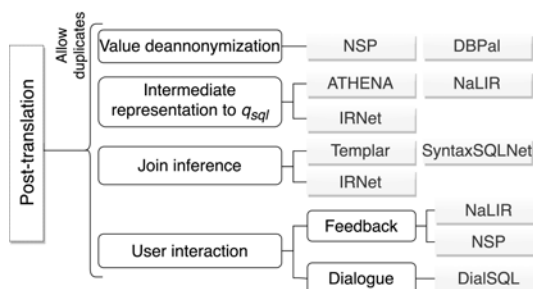 Post-translation
Allow
duplicates
Value deannonymization
NSP
DBPal
Intermediate
representation to q_sql
ATHENA
NaLIR
IRNet
Join inference
Templar
SyntaxSQLNet
IRNet
User interaction
Feedback
NaLIR
NSP
Dialogue
DialSQL